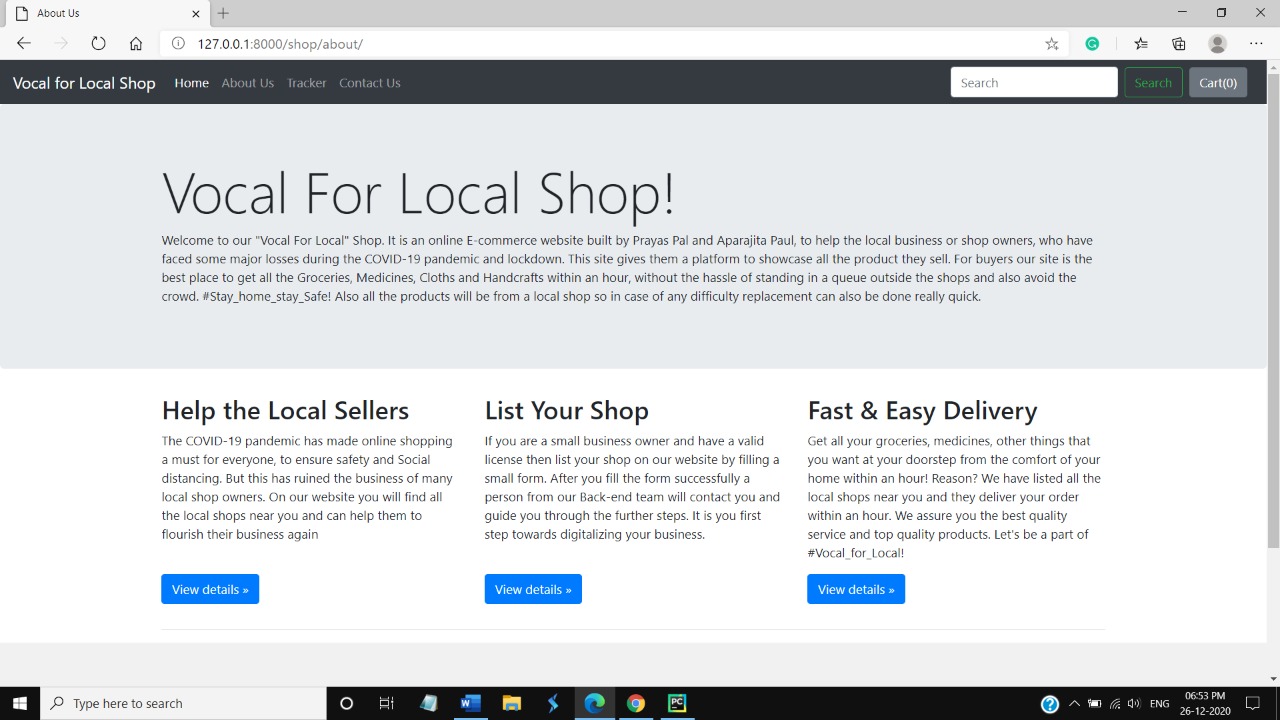 About Us
127.0.0.1:8000/shop/about/
Vocal for Local Shop Home About Us Tracker Contact Us Search Search Cart(0)
Vocal For Local Shop!
Welcome to our "Vocal For Local" Shop. It is an online E-commerce website built by Prayas Pal and Aparajita Paul, to help the local business or shop owners, who have
faced some major losses during the COVID-19 pandemic and lockdown. This site gives them a platform to showcase all the product they sell. For buyers our site is the
best place to get all the Groceries, Medicines, Cloths and Handcrafts within an hour, without the hassle of standing in a queue outside the shops and also avoid the
crowd. #Stay_home_stay_Safe! Also all the products will be from a local shop so in case of any difficulty replacement can also be done really quick.
Help the Local Sellers
The COVID-19 pandemic has made online shopping
a must for everyone, to ensure safety and Social
distancing. But this has ruined the business of many
local shop owners. On our website you will find all
the local shops near you and can help them to
flourish their business again
View details »
List Your Shop
If you are a small business owner and have a valid
license then list your shop on our website by filling a
small form. After you fill the form successfully a
person from our Back-end team will contact you and
guide you through the further steps. It is you first
step towards digitalizing your business.
View details »
Fast & Easy Delivery
Get all your groceries, medicines, other things that
you want at your doorstep from the comfort of your
home within an hour! Reason? We have listed all the
local shops near you and they deliver your order
within an hour. We assure you the best quality
service and top quality products. Let's be a part of
#Vocal_for_Local!
View details »
Type here to search
ENG
06:53 PM
26-12-2020